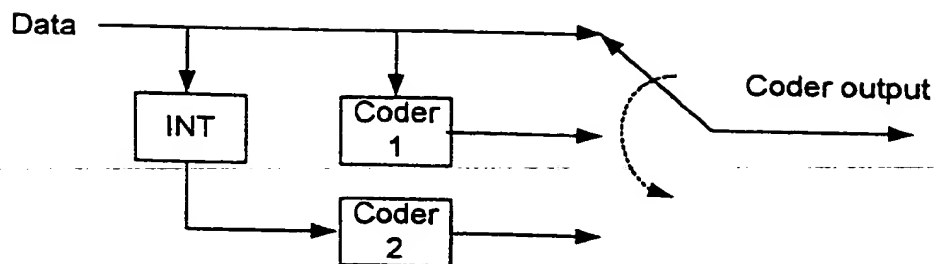 Data
Coder output
INT
Coder
1
Coder
2